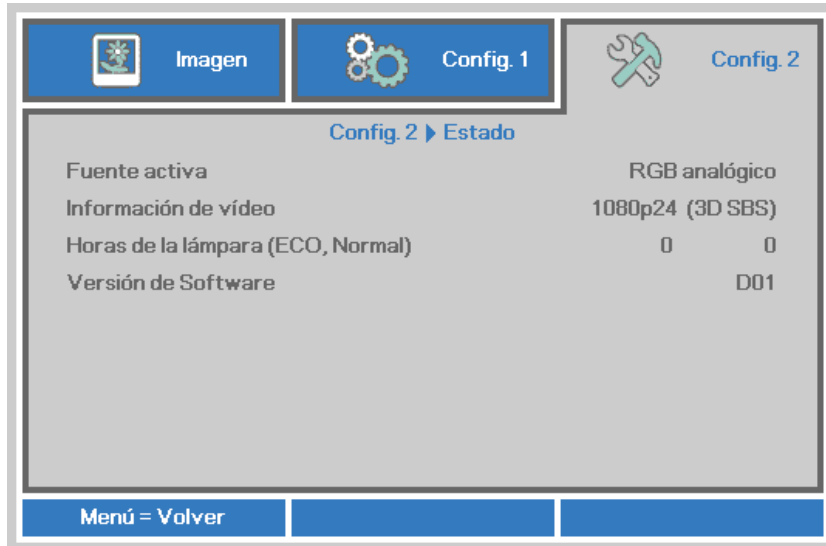 Imagen Config. 1 Config. 2
Config. 2 Estado
Fuente activa RGB analógico
Información de vídeo 1080p24 (3D SBS)
Horas de la lámpara (ECO, Normal) 0 0
Versión de Software D01
Menú = Volver